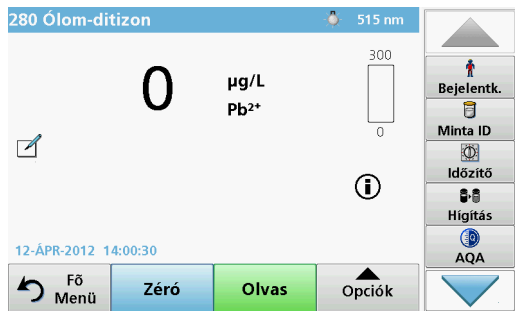 280 Ólom-ditizon
515 nm
300
0
µg/L
Pb²⁺
0
12-ÁPR-2012 14:00:30
Fő Menü
Zéró
Olvas
Opciók
Bejelentk.
Minta ID
Időzítő
Hígítás
AQA